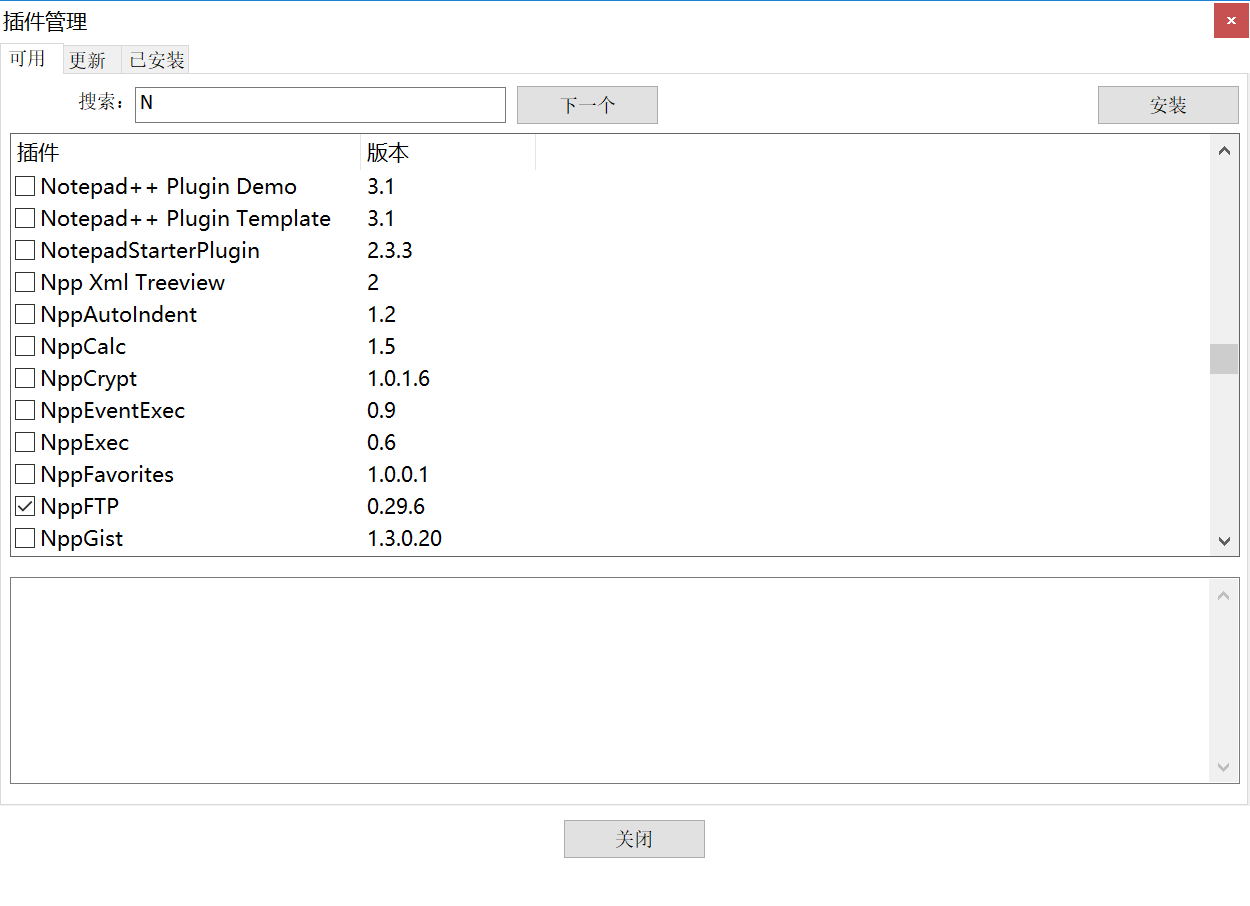 插件管理
可用 更新 已安装
搜索: N 下一个 安装
插件 版本
Notepad++ Plugin Demo 3.1
Notepad++ Plugin Template 3.1
NotepadStarterPlugin 2.3.3
Npp Xml Treeview 2
NppAutoIndent 1.2
NppCalc 1.5
NppCrypt 1.0.1.6
NppEventExec 0.9
NppExec 0.6
NppFavorites 1.0.0.1
NppFTP 0.29.6
NppGist 1.3.0.20
关闭